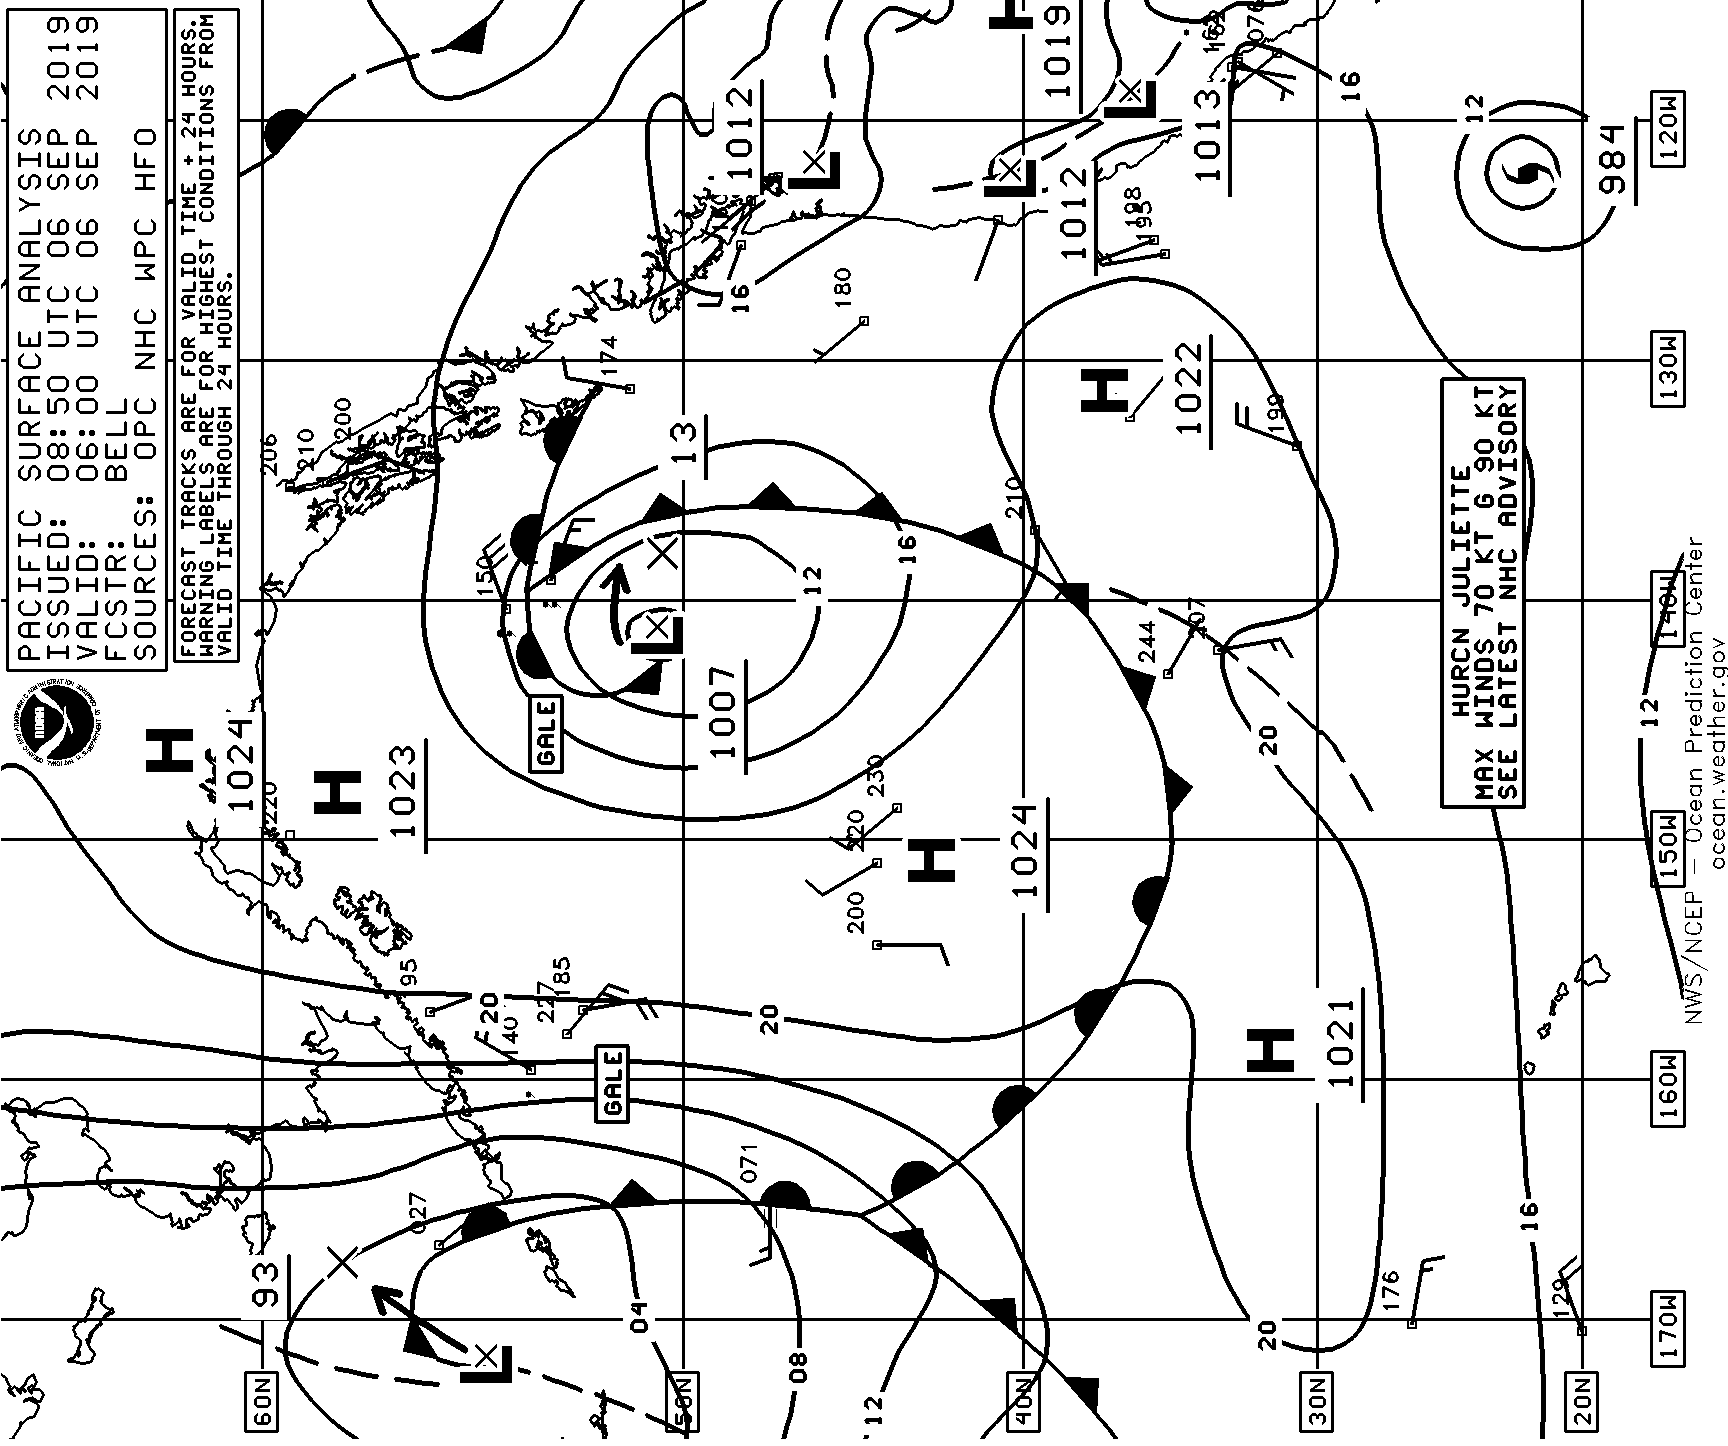 PACIFIC SURFACE ANALYSIS
ISSUED: 08:50 UTC 06 SEP 2019
VALID: 06:00 UTC 06 SEP 2019
FCSTR: BELL
SOURCES: OPC NHC WPC HFO
FORECAST TRACKS ARE FOR VALID TIME + 24 HOURS.
WARNING LABELS ARE FOR HIGHEST CONDITIONS FROM
VALID TIME THROUGH 24 HOURS.
NOAA
H
1024
H
1023
206
210
200
220
60N
93
L
027
95
20
140
227
185
GALE
GALE
150
174
13
L
1007
12
16
50N
04
08
12
071
20
16
180
1012
L
H
1019
L
1012
L
1013
198
195
076
16
12
984
120W
H
1022
199
130W
210
244
207
20
230
220
200
H
1024
40N
H
1021
20
30N
176
129
16
20N
HURCN JULIETTE
MAX WINDS 70 KT G 90 KT
SEE LATEST NHC ADVISORY
12
140W
150W
160W
170W
NWS/NCEP – Ocean Prediction Center
ocean.weather.gov